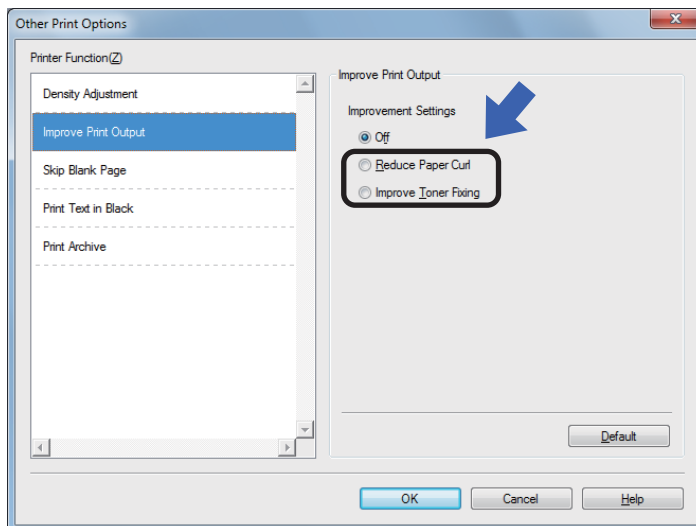 Other Print Options
Printer Function(Z)
Density Adjustment
Improve Print Output
Skip Blank Page
Print Text in Black
Print Archive
Improve Print Output
Improvement Settings
Off
Reduce Paper Curl
Improve Toner Fixing
Default
OK Cancel Help